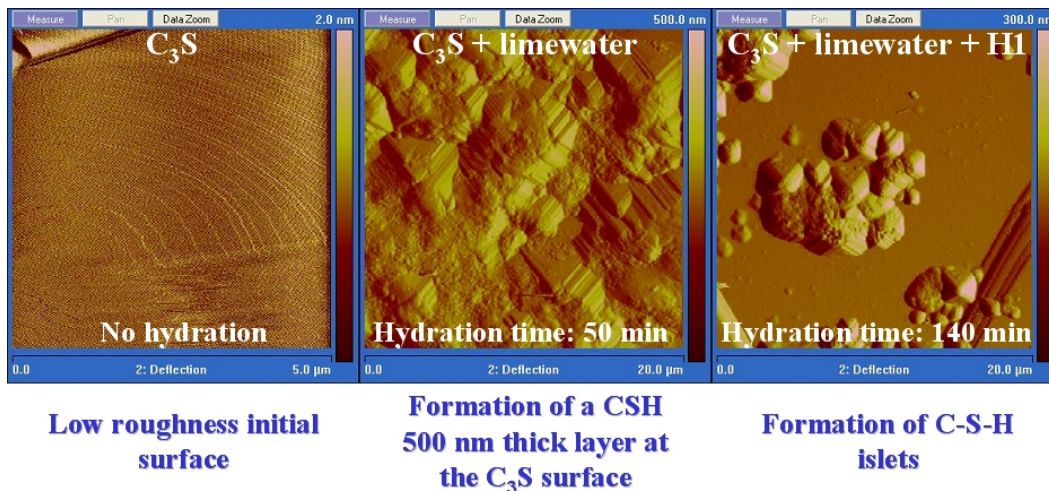 Measure Pan Data Zoom 2.0 nm
C₃S
No hydration
0.0 2: Deflection 5.0 µm
Low roughness initial
surface
Measure Pan Data Zoom 500.0 nm
C₃S + limewater
Hydration time: 50 min
0.0 2: Deflection 20.0 µm
Formation of a CSH
500 nm thick layer at
the C₃S surface
Measure Pan Data Zoom 300.0 nm
C₃S + limewater + H1
Hydration time: 140 min
0.0 2: Deflection 20.0 µm
Formation of C-S-H
islets